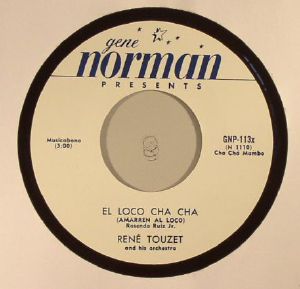 gene
norman
PRESENTS
Musicabana
(3:00)
GNP-113x
(N 1110)
Cha Cha Mambo
EL LOCO CHA CHA
(AMARREN AL LOCO)
Rosendo Ruiz Jr.
RENÉ TOUZET
and his orchestra